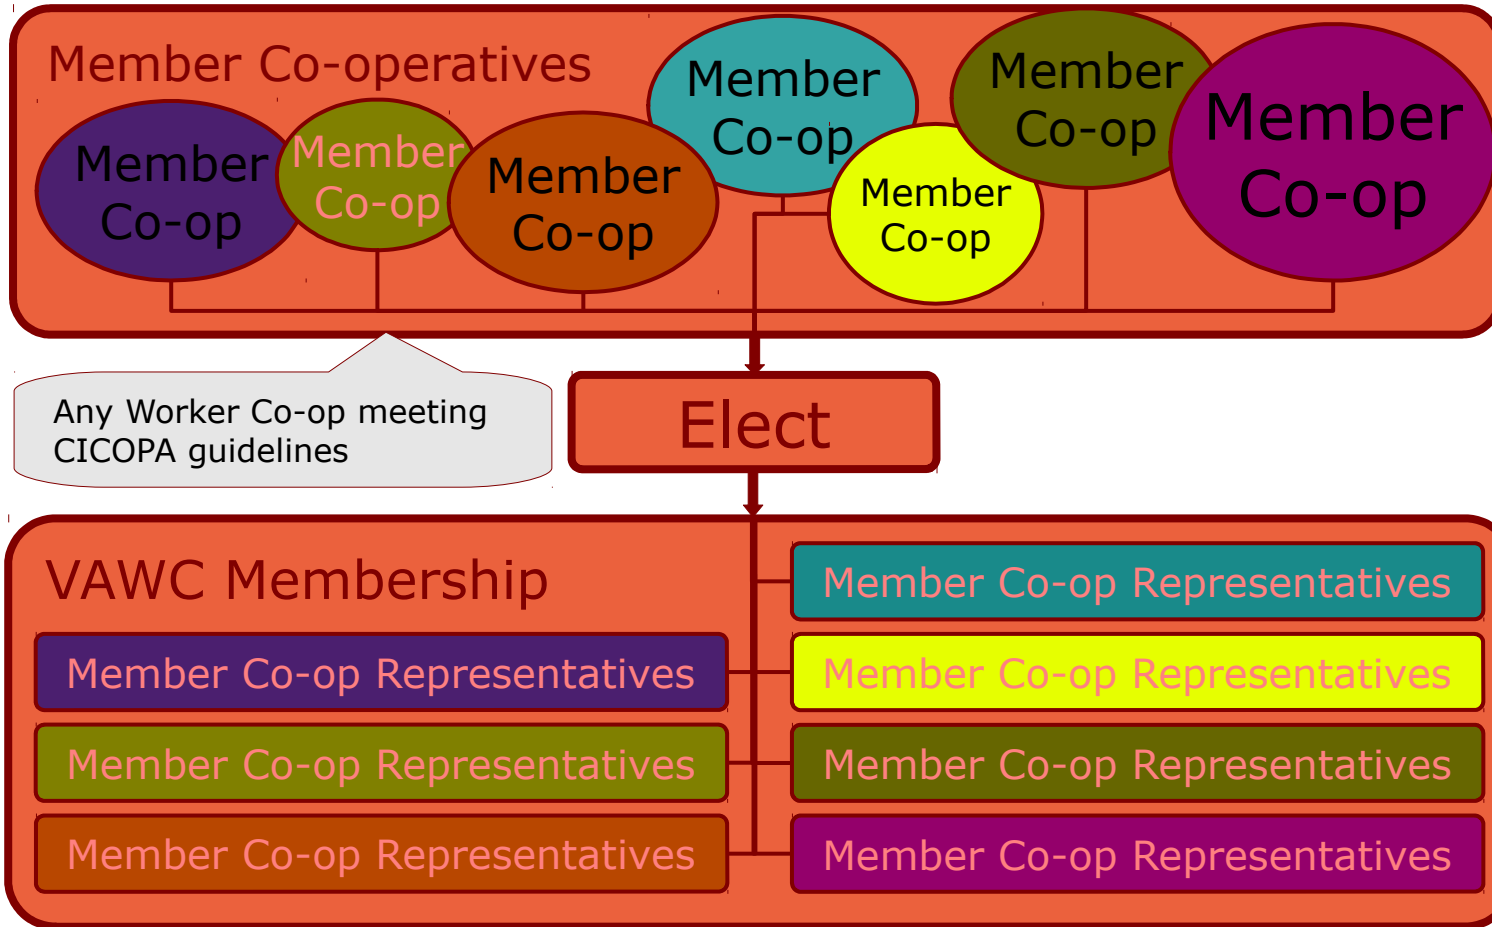 Member Co-operatives
Member
Co-op
Member
Co-op
Member
Co-op
Member
Co-op
Member
Co-op
Member
Co-op
Member
Co-op
Any Worker Co-op meeting
CICOPA guidelines
Elect
VAWC Membership
Member Co-op Representatives
Member Co-op Representatives
Member Co-op Representatives
Member Co-op Representatives
Member Co-op Representatives
Member Co-op Representatives
Member Co-op Representatives